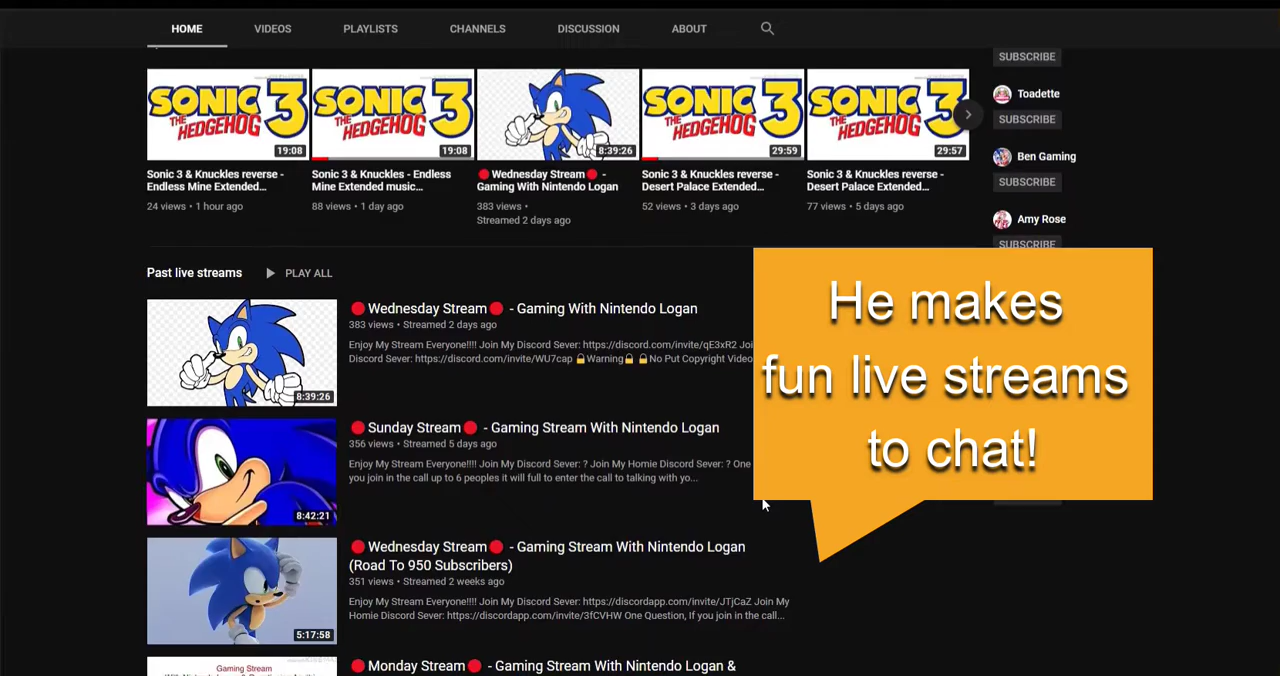 HOME VIDEOS PLAYLISTS CHANNELS DISCUSSION ABOUT
SUBSCRIBE
SONIC THE HEDGEHOG 3
19:08
Sonic 3 & Knuckles reverse -
Endless Mine Extended...
24 views • 1 hour ago
SONIC THE HEDGEHOG 3
19:08
Sonic 3 & Knuckles - Endless
Mine Extended music...
88 views • 1 day ago
8:39:26
🔴Wednesday Stream🔴 -
Gaming With Nintendo Logan
383 views •
Streamed 2 days ago
SONIC THE HEDGEHOG 3
29:59
Sonic 3 & Knuckles reverse -
Desert Palace Extended...
52 views • 3 days ago
SONIC THE HEDGEHOG 3
29:57
Sonic 3 & Knuckles reverse -
Desert Palace Extended...
77 views • 5 days ago
Toadette
SUBSCRIBE
Ben Gaming
SUBSCRIBE
Amy Rose
SUBSCRIBE
Past live streams PLAY ALL
8:39:26
🔴Wednesday Stream🔴 - Gaming With Nintendo Logan
383 views • Streamed 2 days ago
Enjoy My Stream Everyone!!!! Join My Discord Sever: https://discord.com/invite/qE3xR2 Joi
Discord Sever: https://discord.com/invite/WU7cap 🔒Warning🔒 🔒No Put Copyright Video
8:42:21
🔴Sunday Stream🔴 - Gaming Stream With Nintendo Logan
356 views • Streamed 5 days ago
Enjoy My Stream Everyone!!!! Join My Discord Sever: ? Join My Homie Discord Sever: ? One
you join in the call up to 6 peoples it will full to enter the call to talking with yo...
5:17:58
🔴Wednesday Stream🔴 - Gaming Stream With Nintendo Logan
(Road To 950 Subscribers)
351 views • Streamed 2 weeks ago
Enjoy My Stream Everyone!!!! Join My Discord Sever: https://discordapp.com/invite/JTjCaZ Join My
Homie Discord Sever: https://discordapp.com/invite/3fCVHW One Question, If you join in the call...
Gaming Stream
🔴Monday Stream🔴 - Gaming Stream With Nintendo Logan &
He makes
fun live streams
to chat!